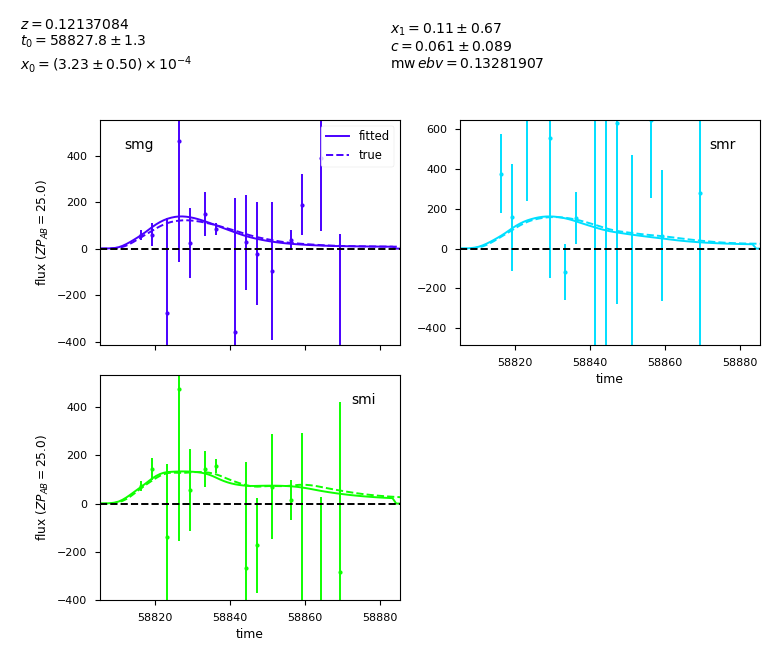 z = 0.12137084
t₀ = 58827.8 ± 1.3
x₀ = (3.23 ± 0.50) × 10⁻⁴
x₁ = 0.11 ± 0.67
c = 0.061 ± 0.089
mw ebv = 0.13281907
smg
fitted
true
400
200
0
−200
−400
flux (ZP_AB = 25.0)
smr
600
400
200
0
−200
−400
58820 58840 58860 58880
time
smi
400
200
0
−200
−400
flux (ZP_AB = 25.0)
58820 58840 58860 58880
time